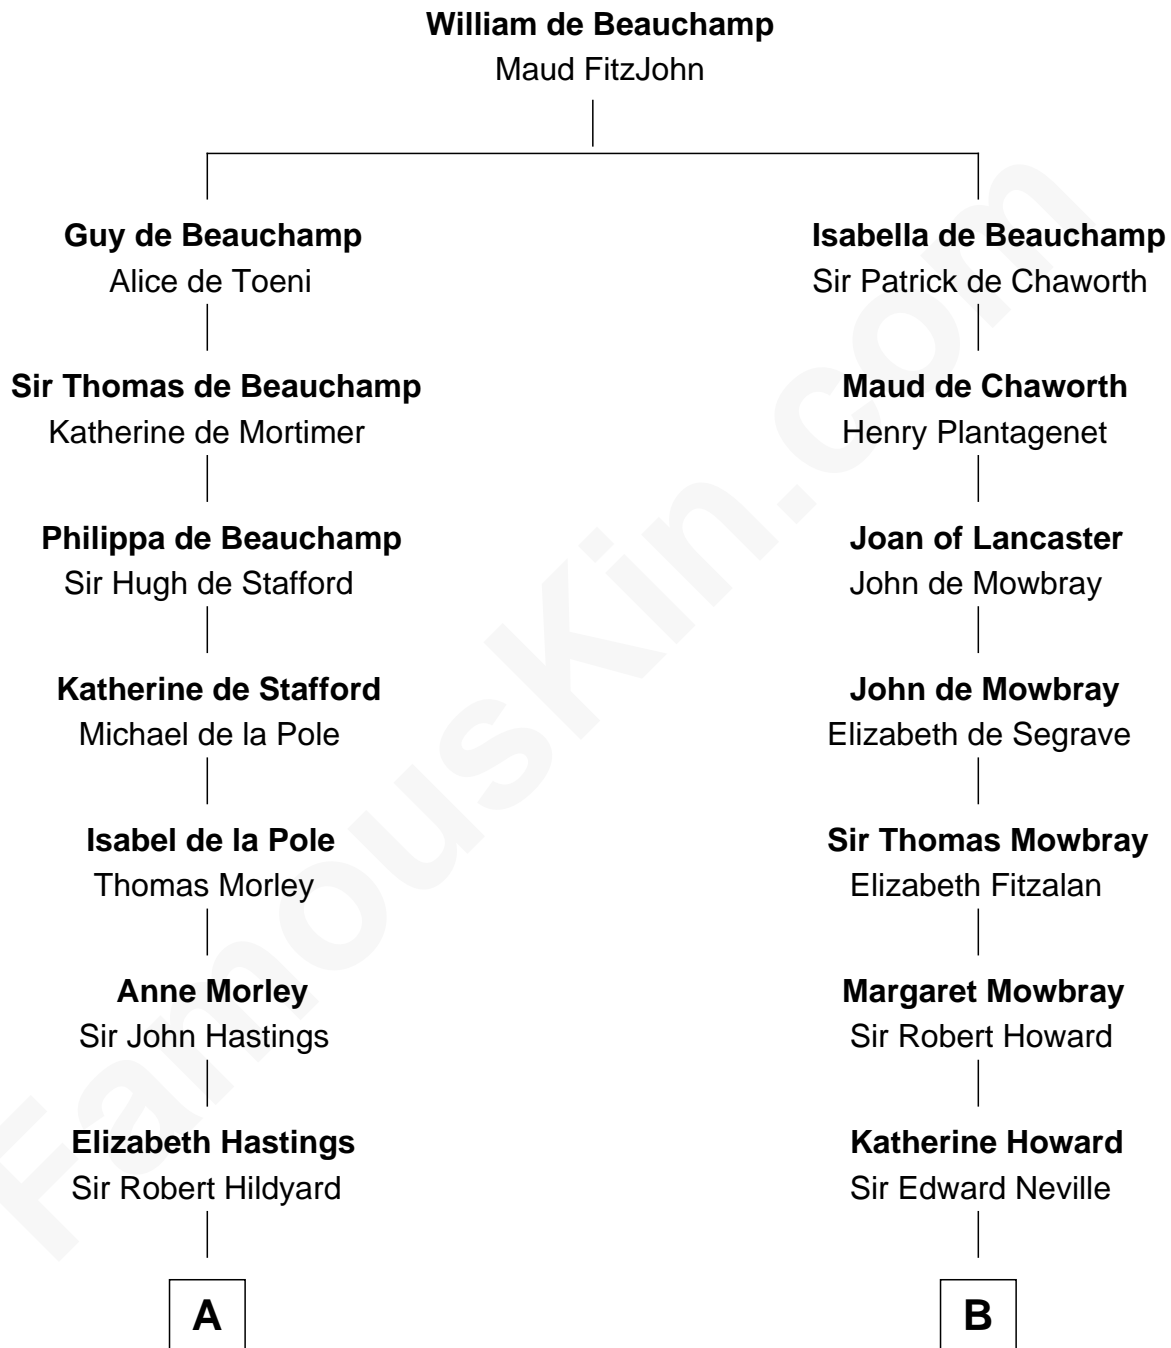 William de Beauchamp
Maud FitzJohn
Guy de Beauchamp
Alice de Toeni
Isabella de Beauchamp
Sir Patrick de Chaworth
Sir Thomas de Beauchamp
Katherine de Mortimer
Maud de Chaworth
Henry Plantagenet
Philippa de Beauchamp
Sir Hugh de Stafford
Joan of Lancaster
John de Mowbray
Katherine de Stafford
Michael de la Pole
John de Mowbray
Elizabeth de Segrave
Isabel de la Pole
Thomas Morley
Sir Thomas Mowbray
Elizabeth Fitzalan
Anne Morley
Sir John Hastings
Margaret Mowbray
Sir Robert Howard
Elizabeth Hastings
Sir Robert Hildyard
Katherine Howard
Sir Edward Neville
A
B
FamousKin.com